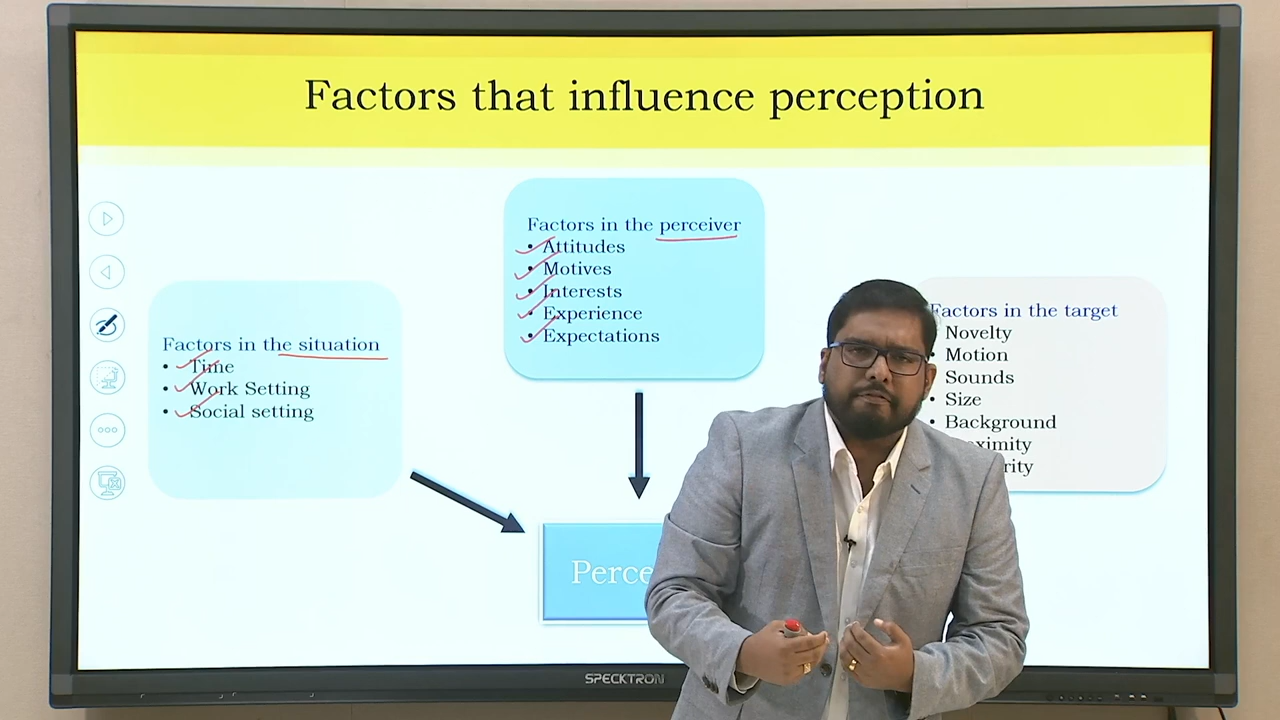 Factors that influence perception
Factors in the perceiver
• Attitudes
• Motives
• Interests
• Experience
• Expectations
Factors in the situation
• Time
• Work Setting
• Social setting
Factors in the target
Novelty
• Motion
Sounds
• Size
• Background
SPECKTRON